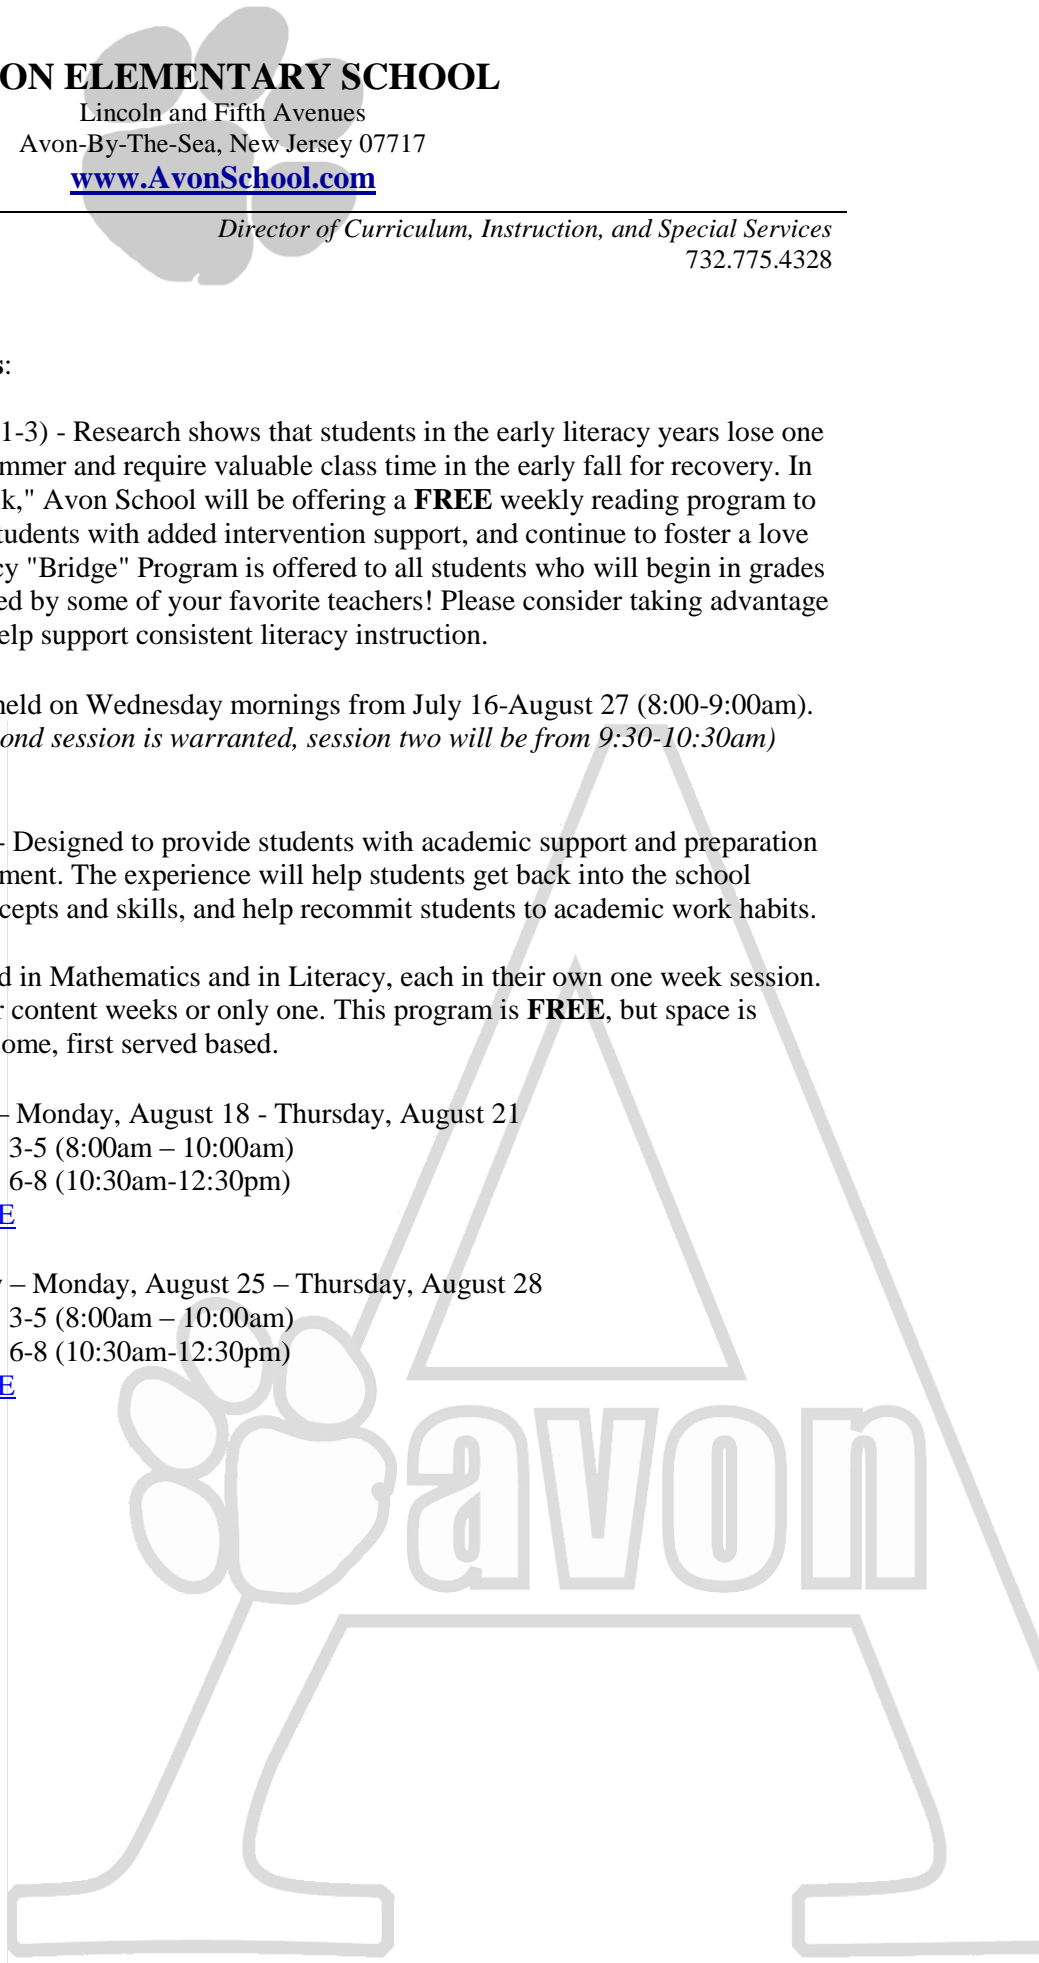 ON ELEMENTARY SCHOOL
Lincoln and Fifth Avenues
Avon-By-The-Sea, New Jersey 07717
www.AvonSchool.com
Director of Curriculum, Instruction, and Special Services
732.775.4328
s:
1-3) - Research shows that students in the early literacy years lose one
mmer and require valuable class time in the early fall for recovery. In
k," Avon School will be offering a FREE weekly reading program to
tudents with added intervention support, and continue to foster a love
cy "Bridge" Program is offered to all students who will begin in grades
ed by some of your favorite teachers! Please consider taking advantage
elp support consistent literacy instruction.
held on Wednesday mornings from July 16-August 27 (8:00-9:00am).
ond session is warranted, session two will be from 9:30-10:30am)
- Designed to provide students with academic support and preparation
ment. The experience will help students get back into the school
cepts and skills, and help recommit students to academic work habits.
d in Mathematics and in Literacy, each in their own one week session.
r content weeks or only one. This program is FREE, but space is
ome, first served based.
– Monday, August 18 - Thursday, August 21
3-5 (8:00am – 10:00am)
6-8 (10:30am-12:30pm)
E
y – Monday, August 25 – Thursday, August 28
3-5 (8:00am – 10:00am)
6-8 (10:30am-12:30pm)
E
avon